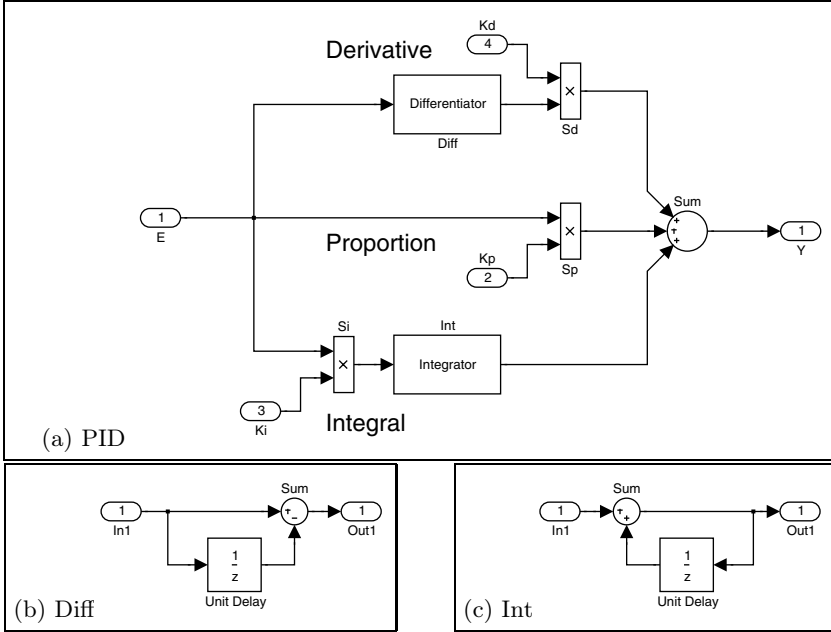 Kd
4
Derivative
Differentiator
×
Diff
Sd
1
E
Sum
+
+
+
×
1
Y
Proportion
Kp
2
Sp
Si
Int
×
Integrator
3
Ki
Integral
(a) PID
1
In1
Sum
+
−
1
Out1
1
z
Unit Delay
(b) Diff
1
In1
Sum
+
+
1
Out1
1
z
Unit Delay
(c) Int